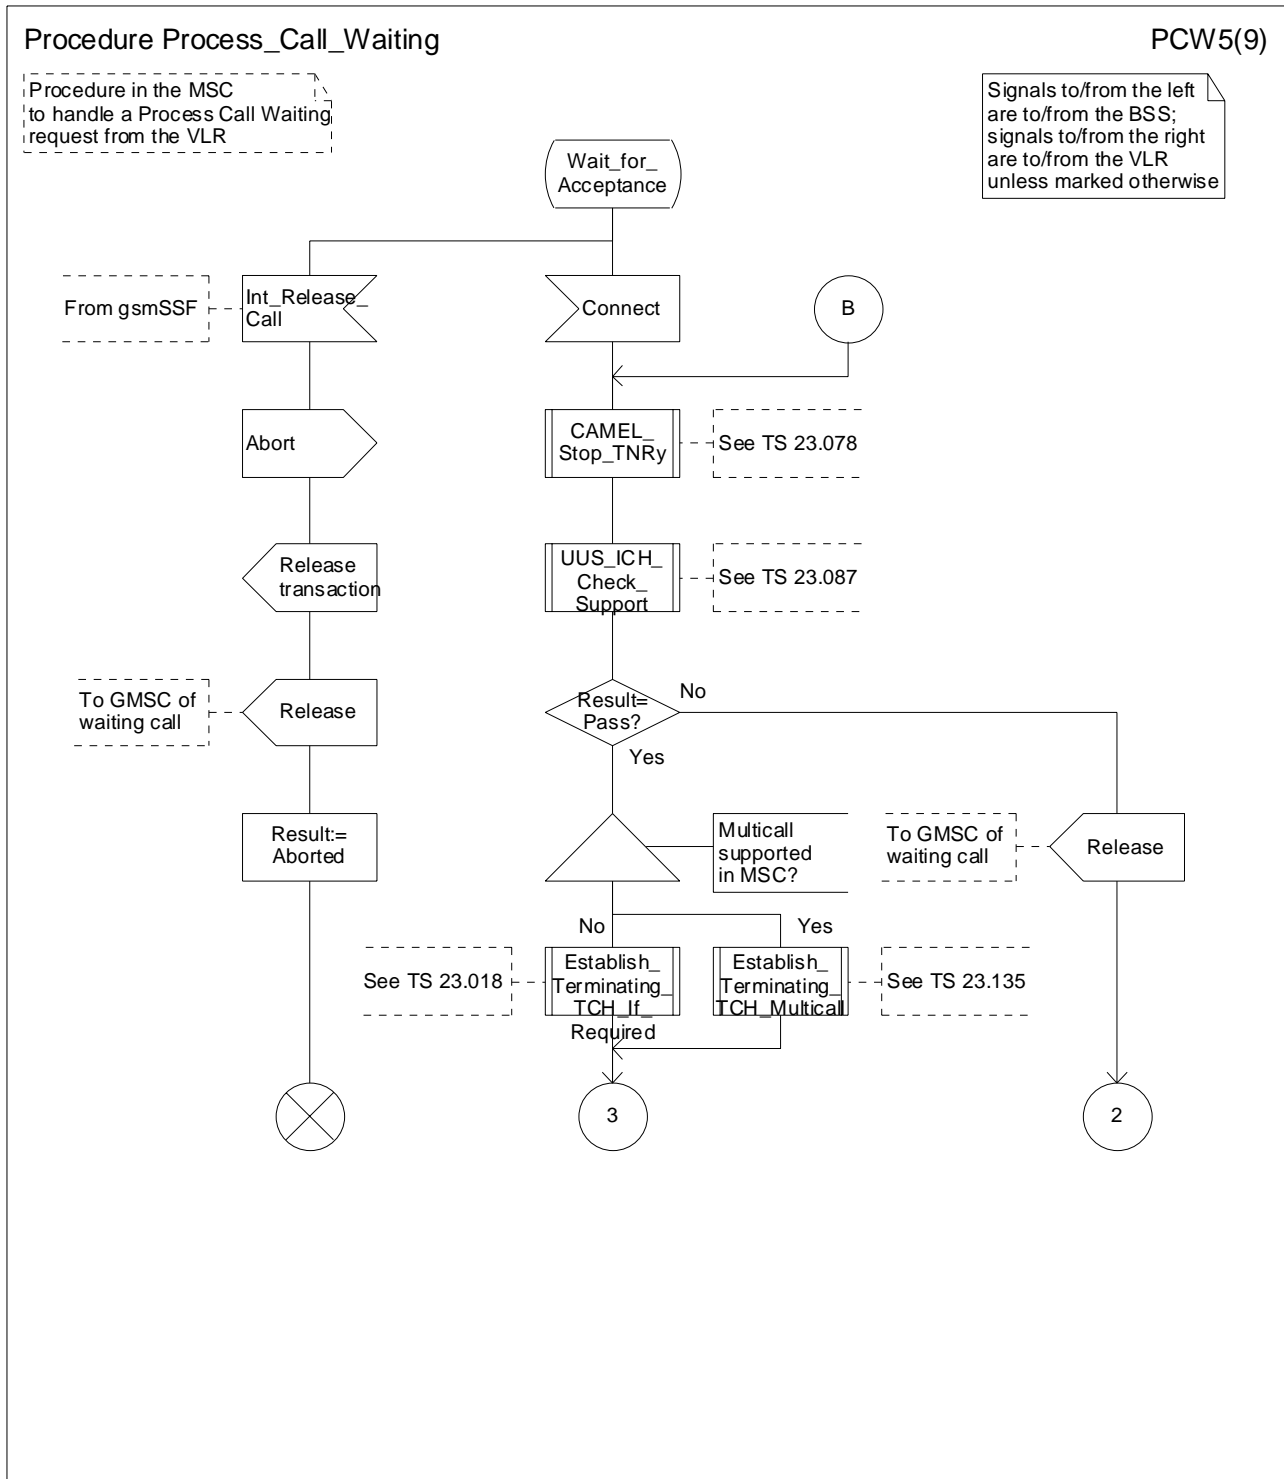 Procedure Process_Call_Waiting
PCW5(9)
Procedure in the MSC
to handle a Process Call Waiting
request from the VLR
Signals to/from the left
are to/from the BSS;
signals to/from the right
are to/from the VLR
unless marked otherwise
Wait_for_
Acceptance
From gsmSSF
Int_Release_
Call
Connect
B
Abort
CAMEL_
Stop_TNRy
See TS 23.078
Release
transaction
UUS_ICH_
Check_
Support
See TS 23.087
To GMSC of
waiting call
Release
Result=
Pass?
No
Yes
Result:=
Aborted
Multicall
supported
in MSC?
To GMSC of
waiting call
Release
No
Yes
See TS 23.018
Establish_
Terminating_
TCH_If_
Required
Establish_
Terminating_
TCH_Multicall
See TS 23.135
3
2